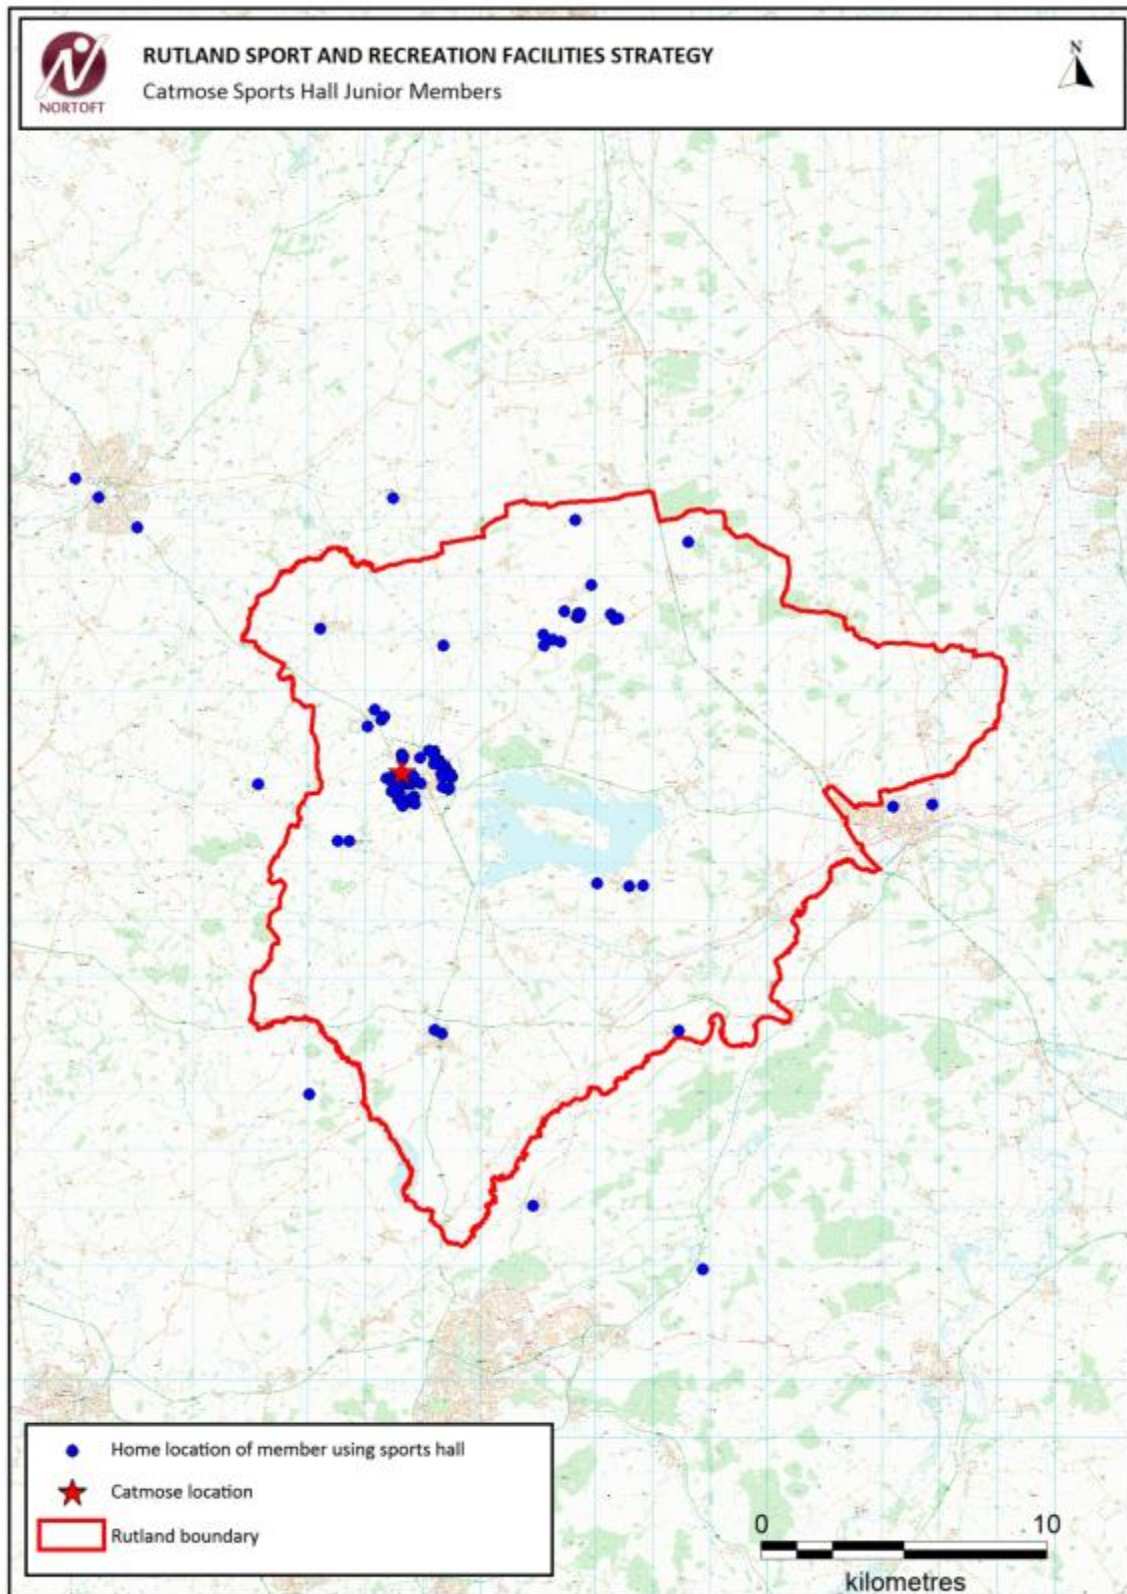 RUTLAND SPORT AND RECREATION FACILITIES STRATEGY
Catmose Sports Hall Junior Members
NORTOFT
N
Home location of member using sports hall
Catmose location
Rutland boundary
0 10
kilometres